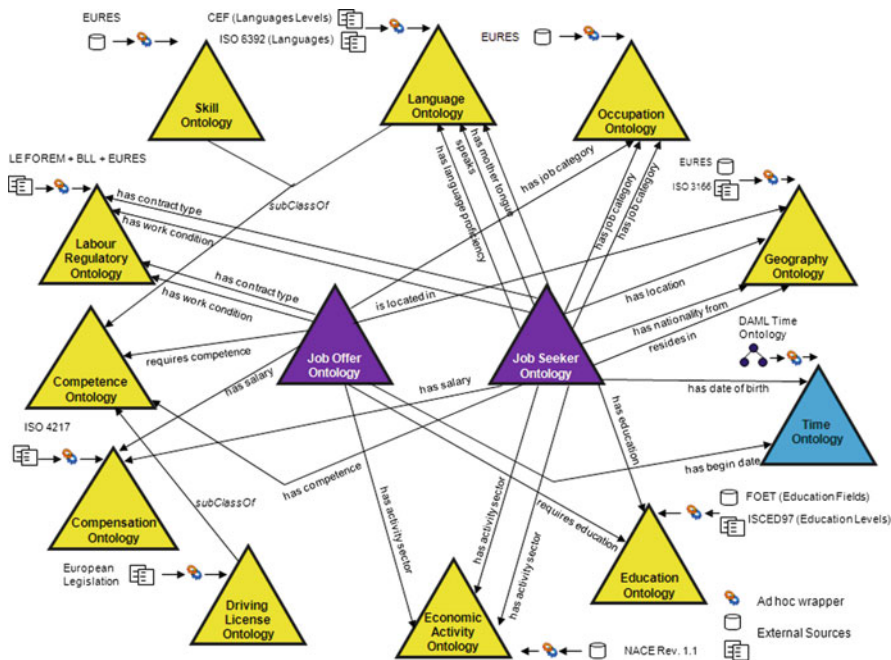 EURES
CEF (Languages Levels)
ISO 6392 (Languages)
EURES
Skill
Ontology
Language
Ontology
Occupation
Ontology
LE FOREM + BLL + EURES
EURES
ISO 3166
has mother tongue
speaks
has language proficiency
has job category
has job category
has job category
subClassOf
has contract type
has work condition
Labour
Regulatory
Ontology
Geography
Ontology
has contract type
has work condition
is located in
has location
has nationality from
resides in
DAML Time
Ontology
Job Offer
Ontology
Job Seeker
Ontology
requires competence
Competence
Ontology
has salary
has salary
has date of birth
Time
Ontology
has education
has begin date
ISO 4217
has competence
Compensation
Ontology
subClassOf
has activity sector
requires education
has activity sector
has activity sector
FOET (Education Fields)
ISCED97 (Education Levels)
European
Legislation
Driving
License
Ontology
Economic
Activity
Ontology
Education
Ontology
Ad hoc wrapper
External Sources
NACE Rev. 1.1